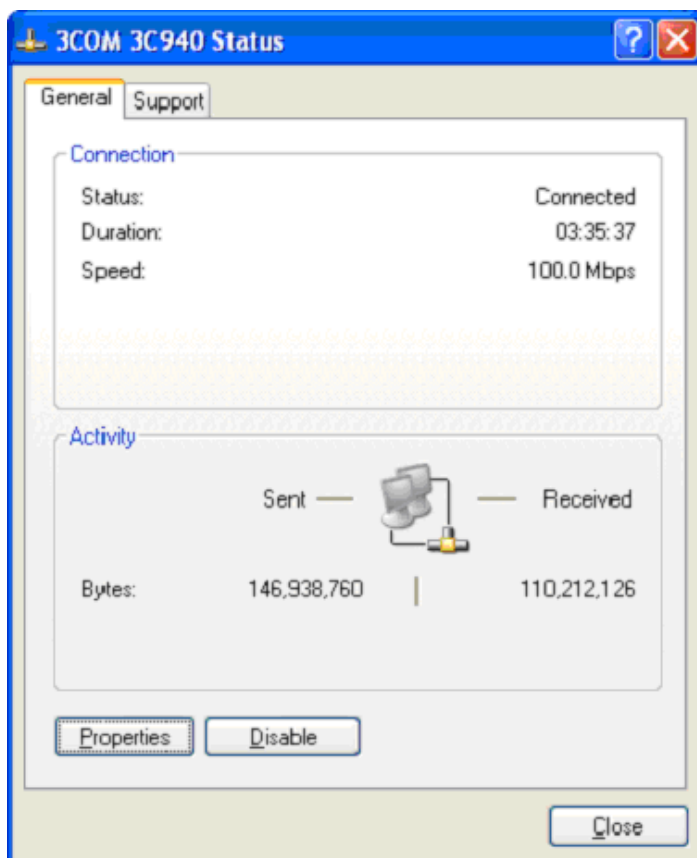 3COM 3C940 Status
General Support
Connection
Status: Connected
Duration: 03:35:37
Speed: 100.0 Mbps
Activity
Sent — — Received
Bytes: 146,938,760 | 110,212,126
Properties Disable
Close